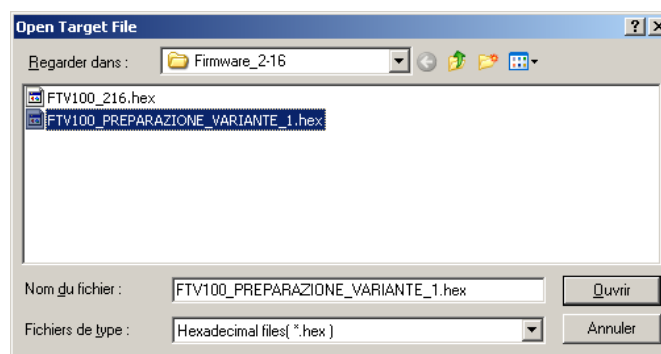 Open Target File
Regarder dans : Firmware_2-16
FTV100_216.hex
FTV100_PREPARAZIONE_VARIANTE_1.hex
Nom du fichier : FTV100_PREPARAZIONE_VARIANTE_1.hex Ouvrir
Fichiers de type : Hexadecimal files( *.hex ) Annuler